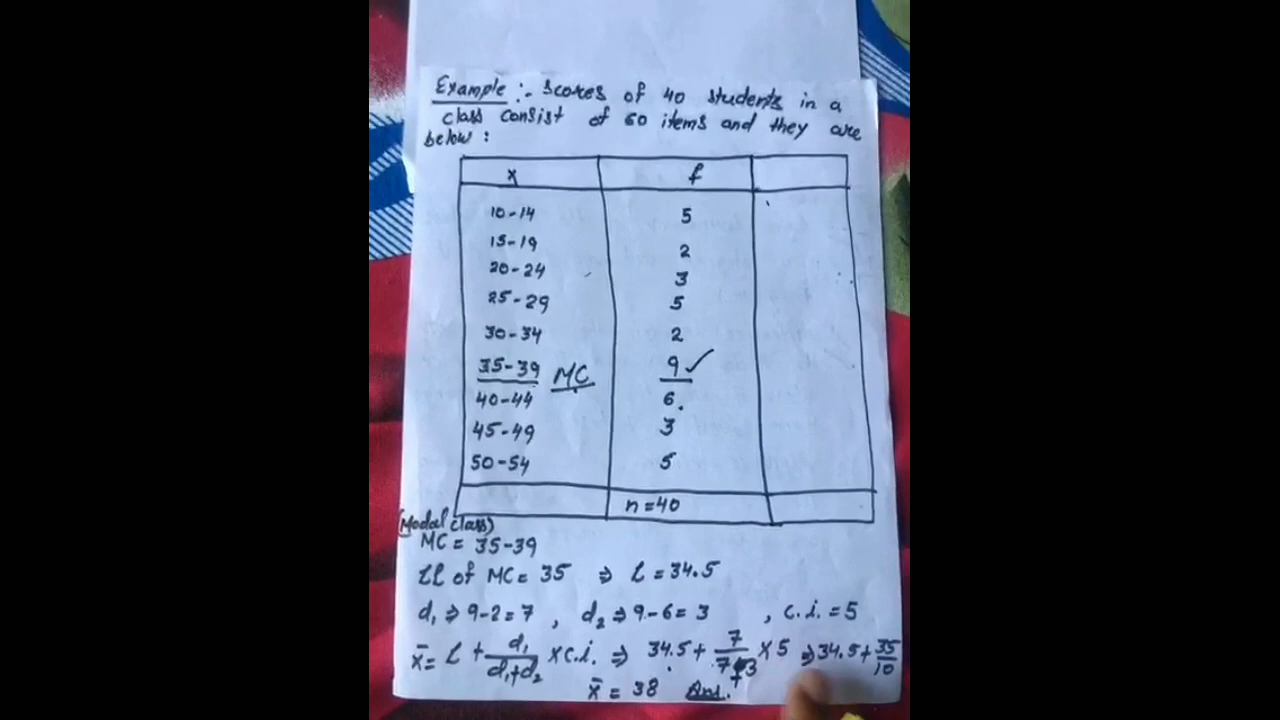 Example :- Scores of 40 students in a
class consist of 60 items and they are
below :
x f
10-14 5
15-19 2
20-24 3
25-29 5
30-34 2
35-39 MC 9 ✓
40-44 6
45-49 3
50-54 5
n=40
(Modal class)
MC = 35-39
LL of MC = 35 ⇒ L = 34.5
d₁ ⇒ 9-2=7 , d₂ ⇒ 9-6=3 , c.i.=5
x̄ = L + d₁/(d₁+d₂) × c.i. ⇒ 34.5 + 7/(7+3) × 5 ⇒ 34.5 + 35/10
x̄ = 38 Ans.